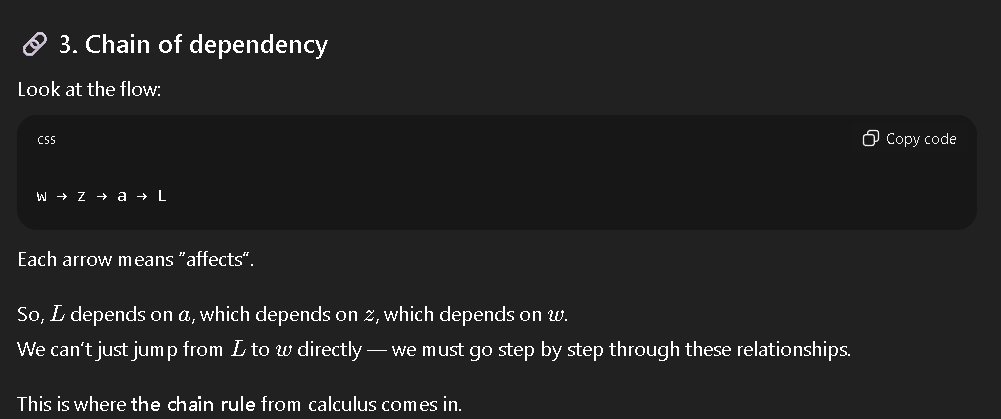 🔗 3. Chain of dependency
Look at the flow:
css
Copy code
w → z → a → L
Each arrow means "affects".
So, L depends on a, which depends on z, which depends on w.
We can't just jump from L to w directly — we must go step by step through these relationships.
This is where the chain rule from calculus comes in.